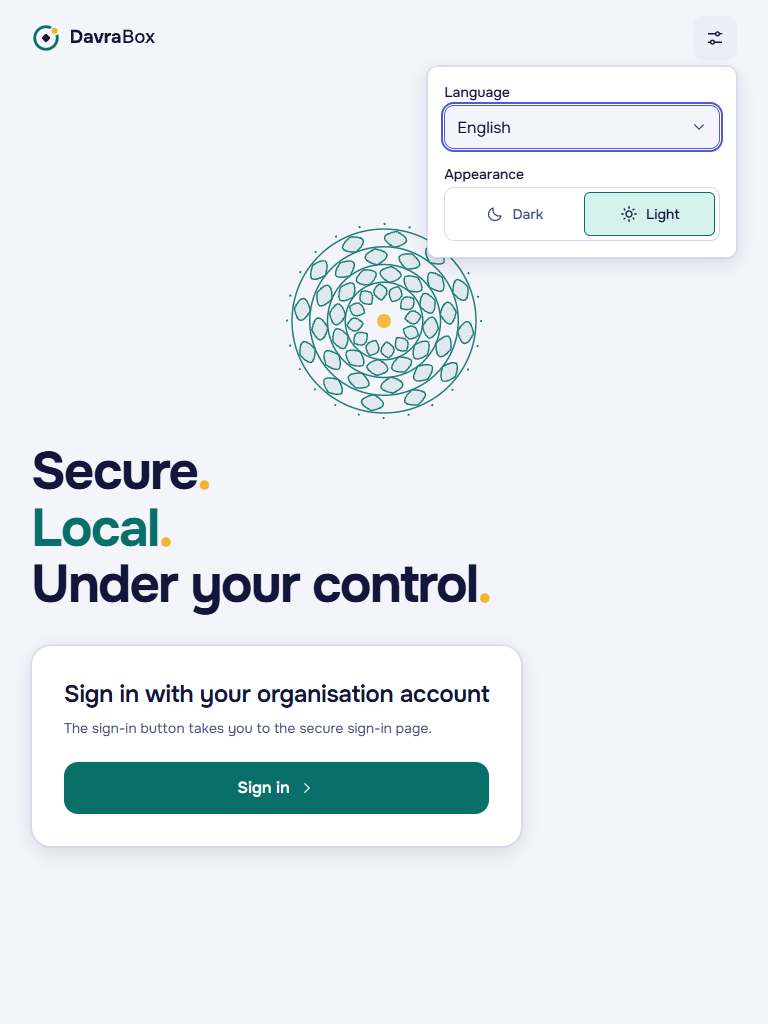 DavraBox
Language
English
Appearance
Dark
Light
Secure.
Local.
Under your control.
Sign in with your organisation account
The sign-in button takes you to the secure sign-in page.
Sign in